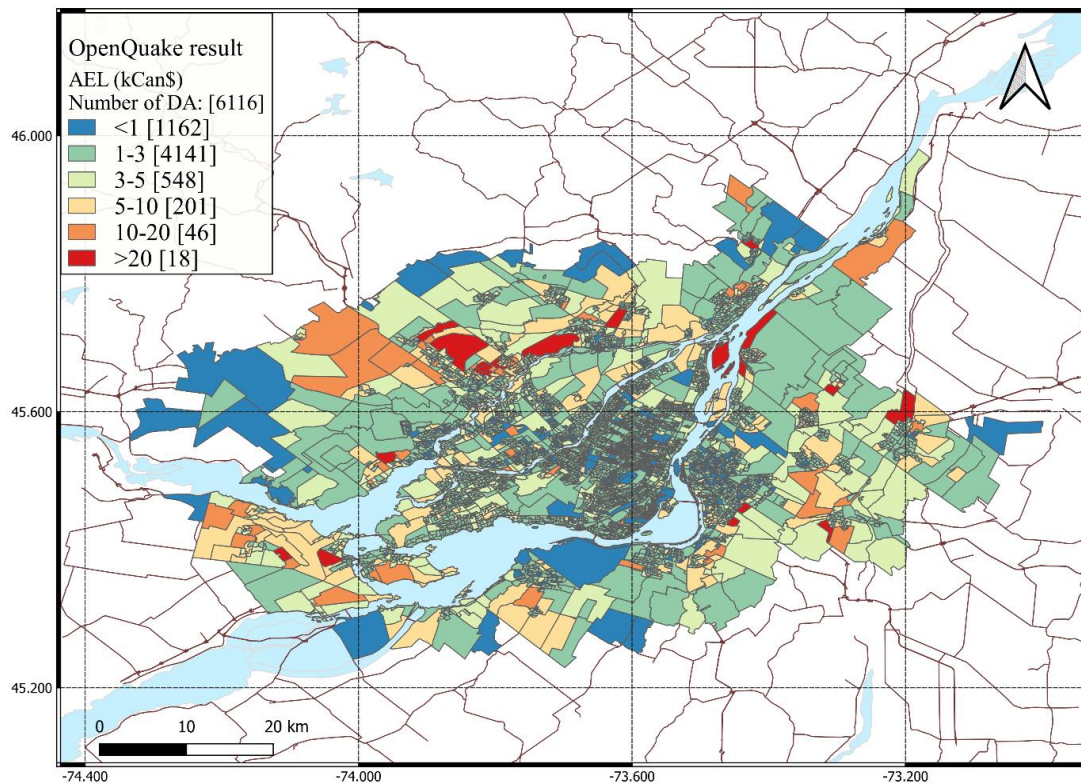 OpenQuake result
AEL (kCan$)
Number of DA: [6116]
<1 [1162]
1-3 [4141]
3-5 [548]
5-10 [201]
10-20 [46]
>20 [18]
46.000
45.600
45.200
0 10 20 km
-74.400 -74.000 -73.600 -73.200